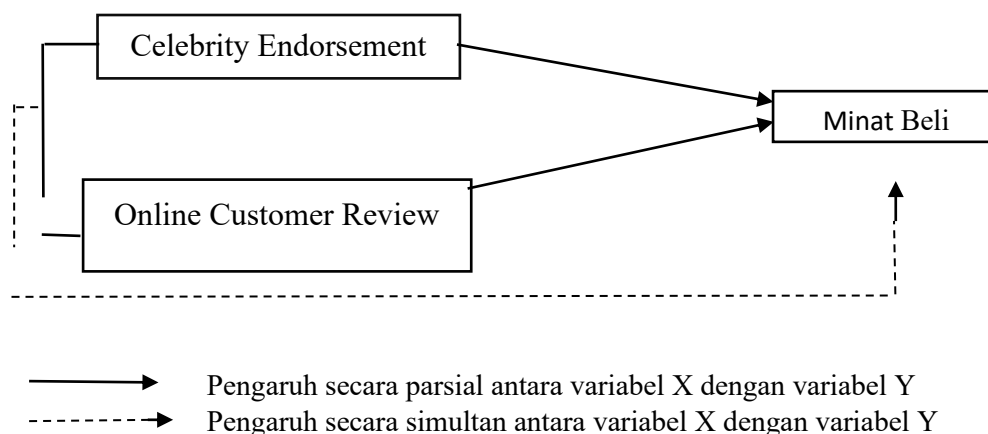 Celebrity Endorsement
Minat Beli
Online Customer Review
Pengaruh secara parsial antara variabel X dengan variabel Y
Pengaruh secara simultan antara variabel X dengan variabel Y